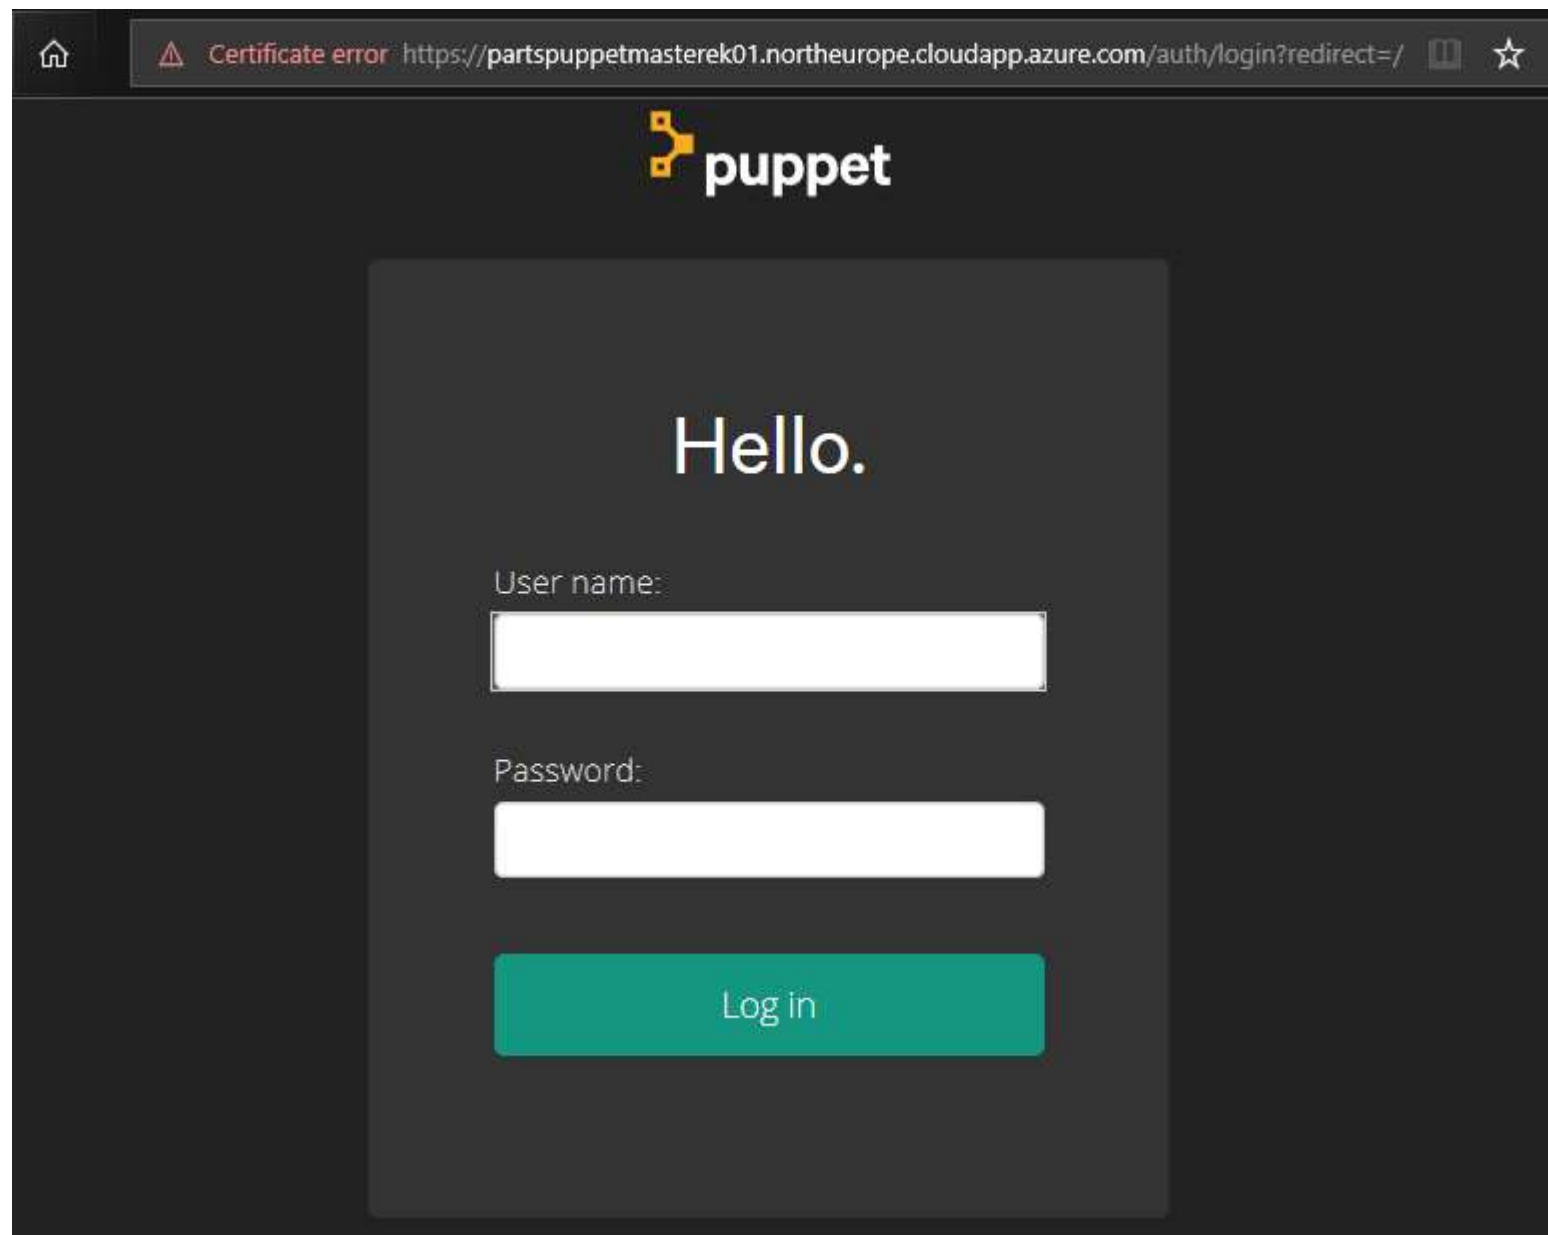 Certificate error https://partspuppetmasterek01.northeurope.cloudapp.azure.com/auth/login?redirect=/
puppet
Hello.
User name:
Password:
Log in